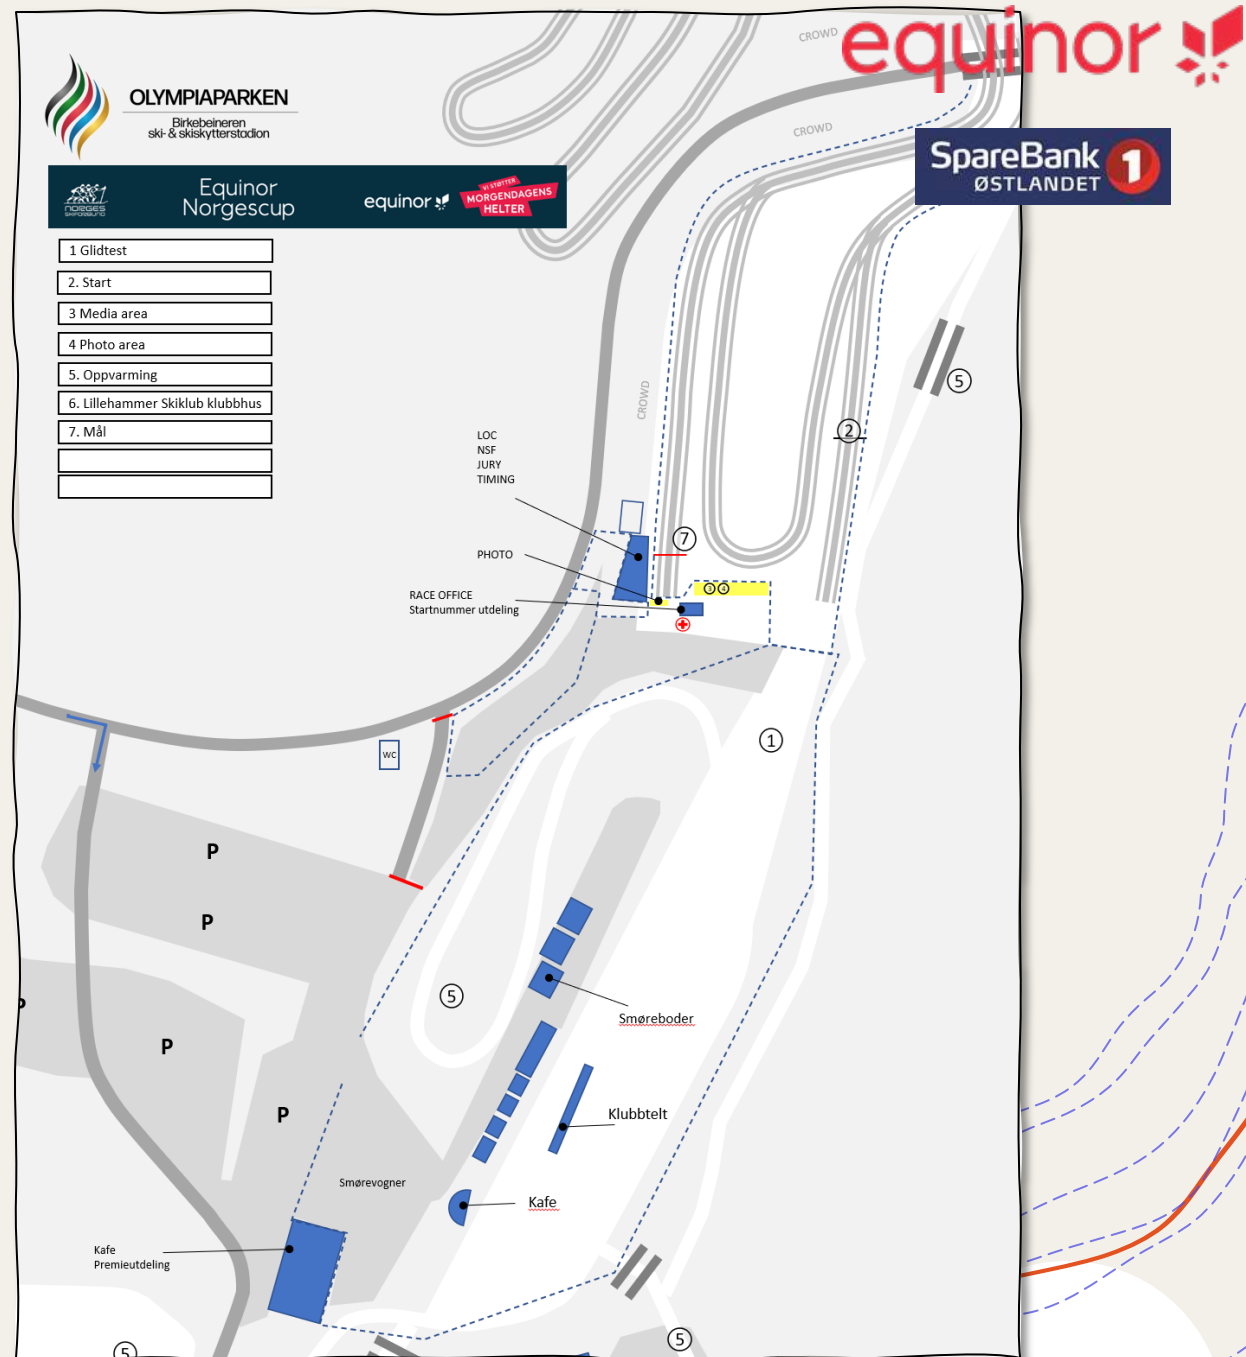 CROWD
equinor
OLYMPIAPARKEN
Birkebeineren
ski- & skiskytterstadion
CROWD
SpareBank 1
ØSTLANDET
NORGES
SKIFORBUND
Equinor
Norgescup
equinor
VI STØTTER
MORGENDAGENS
HELTER
1 Glidtest
2. Start
3 Media area
4 Photo area
5. Oppvarming
6. Lillehammer Skiklub klubbhus
7. Mål
5
CROWD
2
LOC
NSF
JURY
TIMING
7
PHOTO
3 4
RACE OFFICE
Startnummer utdeling
1
WC
P
P
5
P
Smøreboder
P
P
Klubbtelt
Smørevogner
Kafe
Kafe
Premieutdeling
5
5